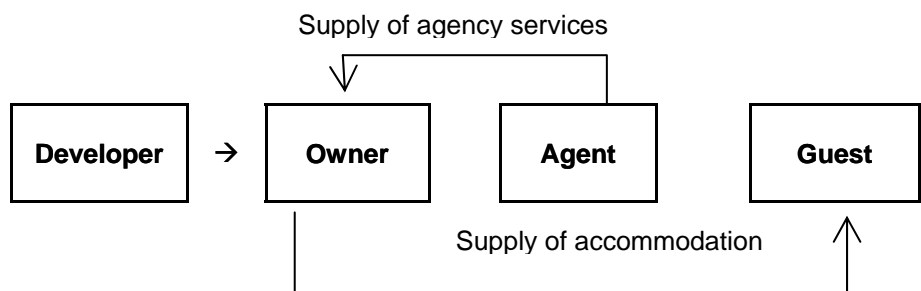 Supply of agency services
Developer → Owner Agent Guest
Supply of accommodation